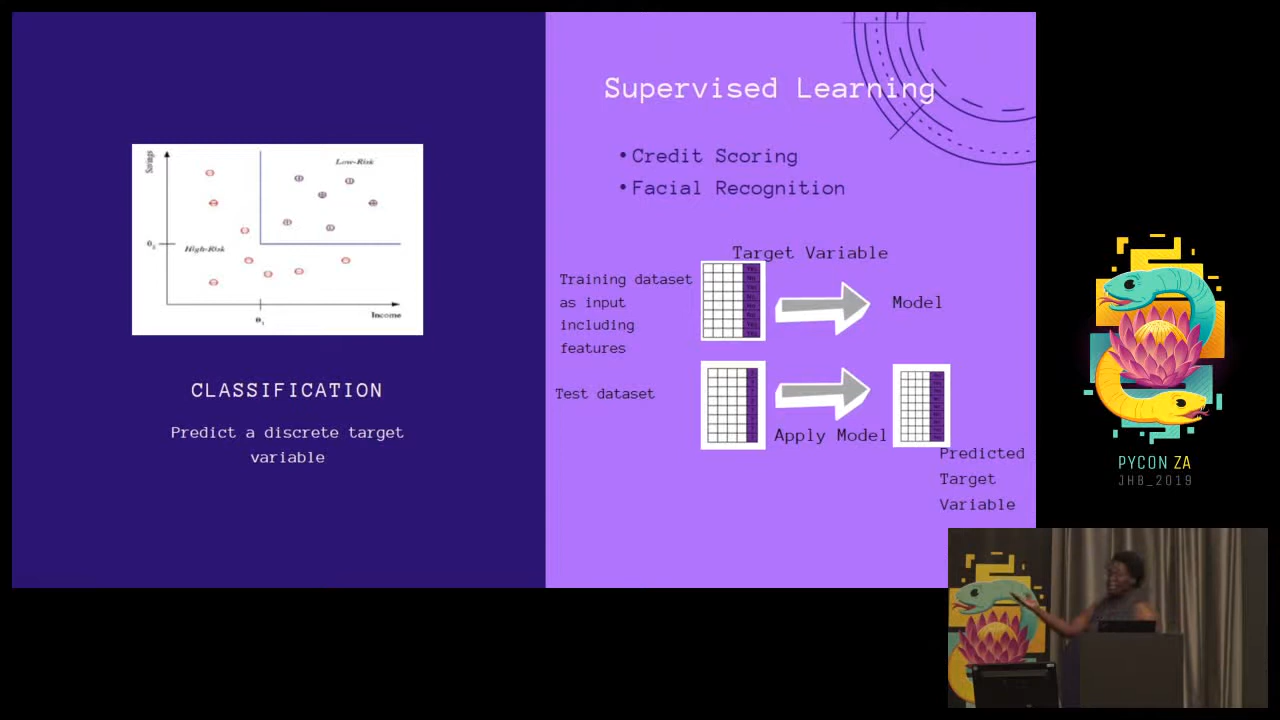 Savings
Low-Risk
High-Risk
Income
CLASSIFICATION
Predict a discrete target
variable
Supervised Learning
• Credit Scoring
• Facial Recognition
Target Variable
Training dataset
as input
including
features
Model
Test dataset
Apply Model
Predicted
Target
Variable
PYCON ZA
JHB_2019